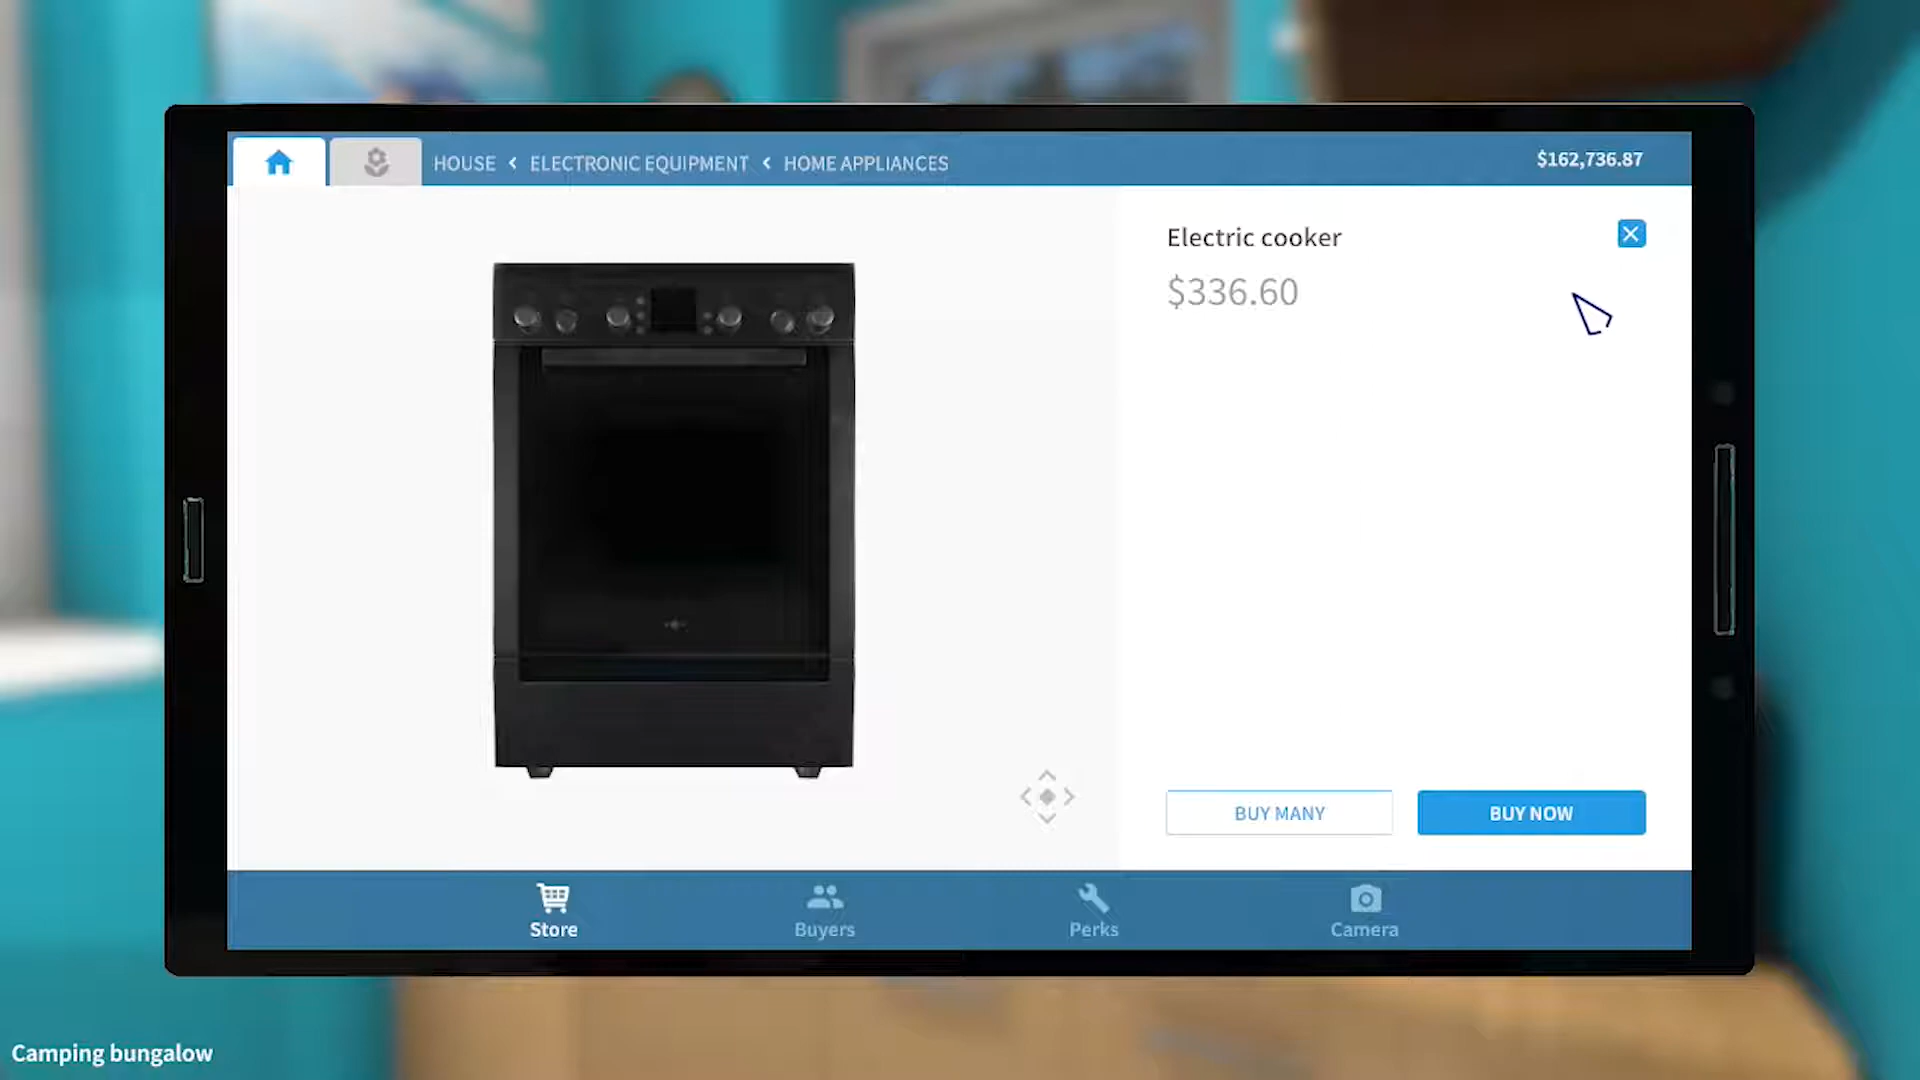 HOUSE < ELECTRONIC EQUIPMENT < HOME APPLIANCES
$162,736.87
Electric cooker
$336.60
BUY MANY
BUY NOW
Store
Buyers
Perks
Camera
Camping bungalow